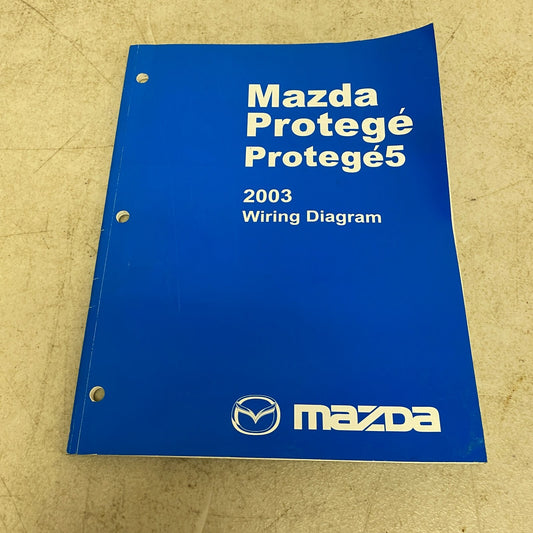 Mazda
Protegé
Protegé5
2003
Wiring Diagram
mazda